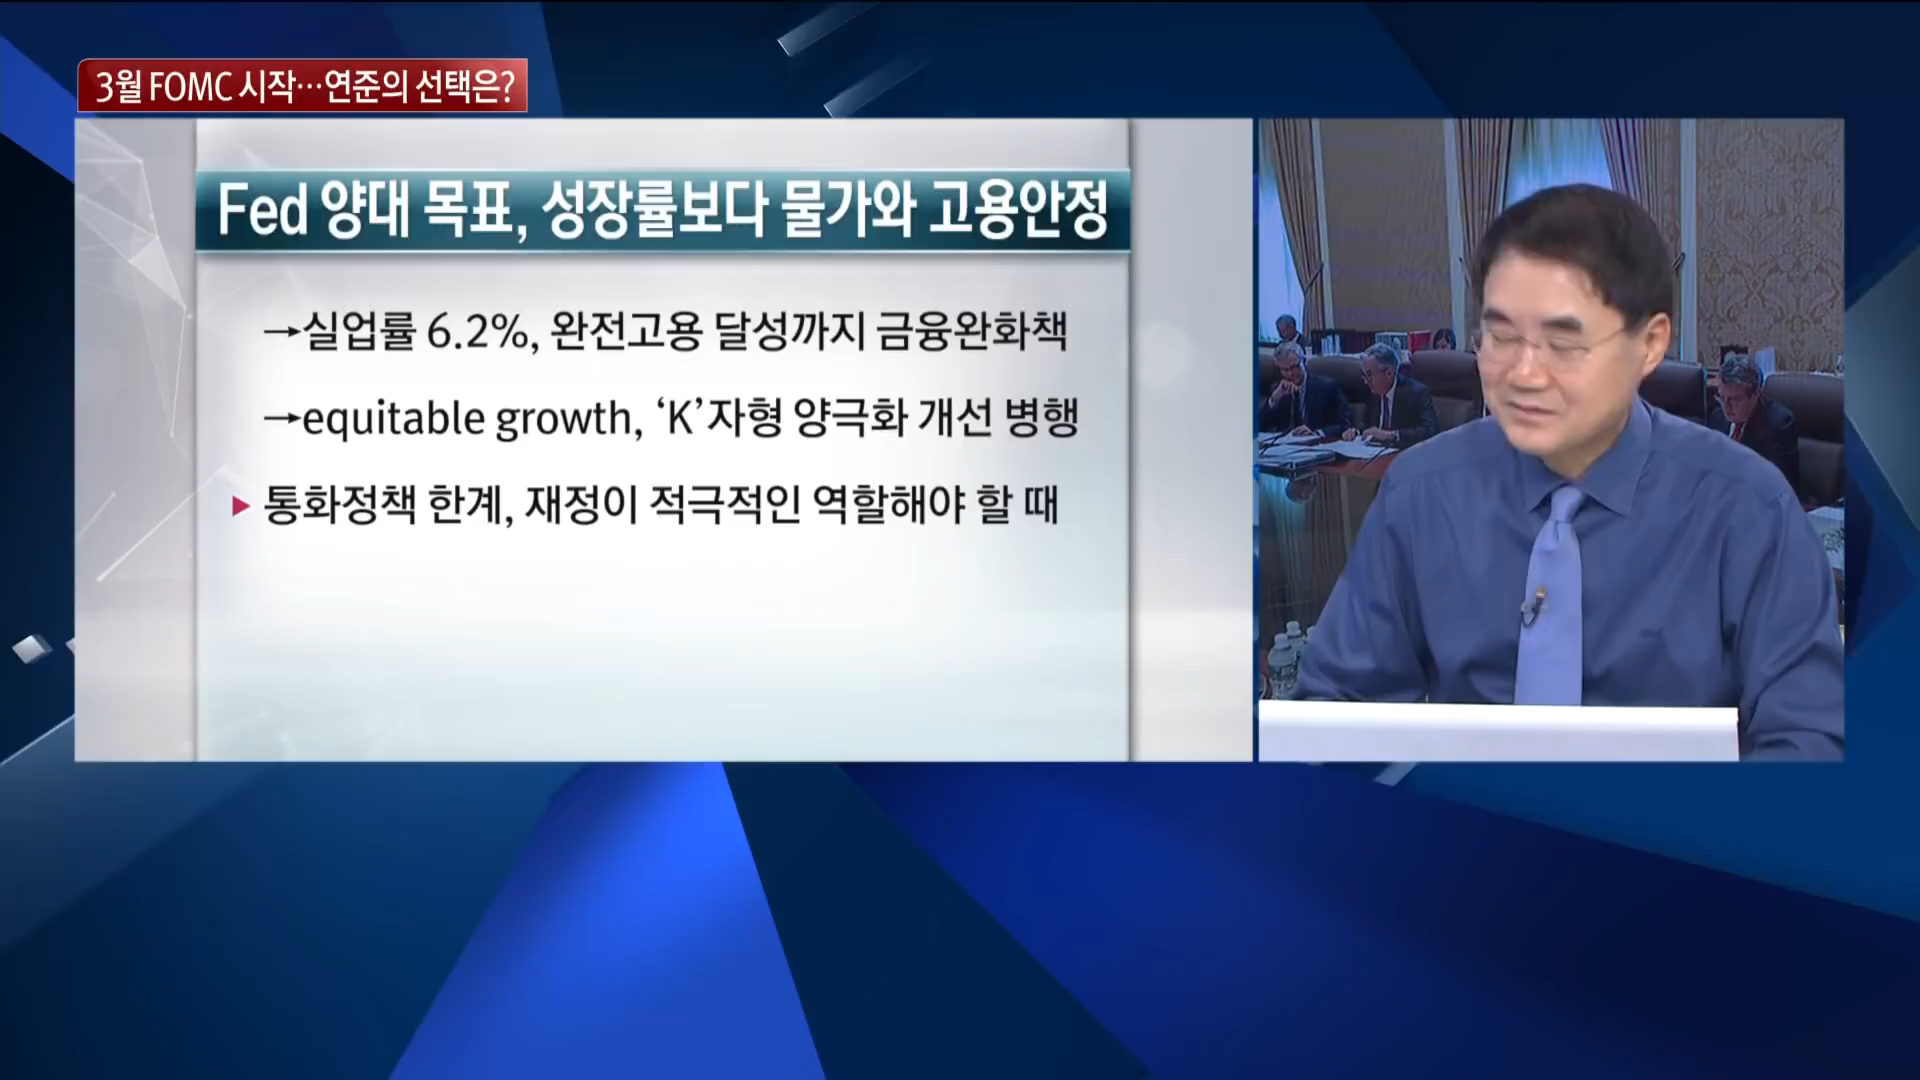 3월 FOMC 시작…연준의 선택은?
Fed 양대 목표, 성장률보다 물가와 고용안정
→실업률 6.2%, 완전고용 달성까지 금융완화책
→equitable growth, ‘K’자형 양극화 개선 병행
▶ 통화정책 한계, 재정이 적극적인 역할해야 할 때